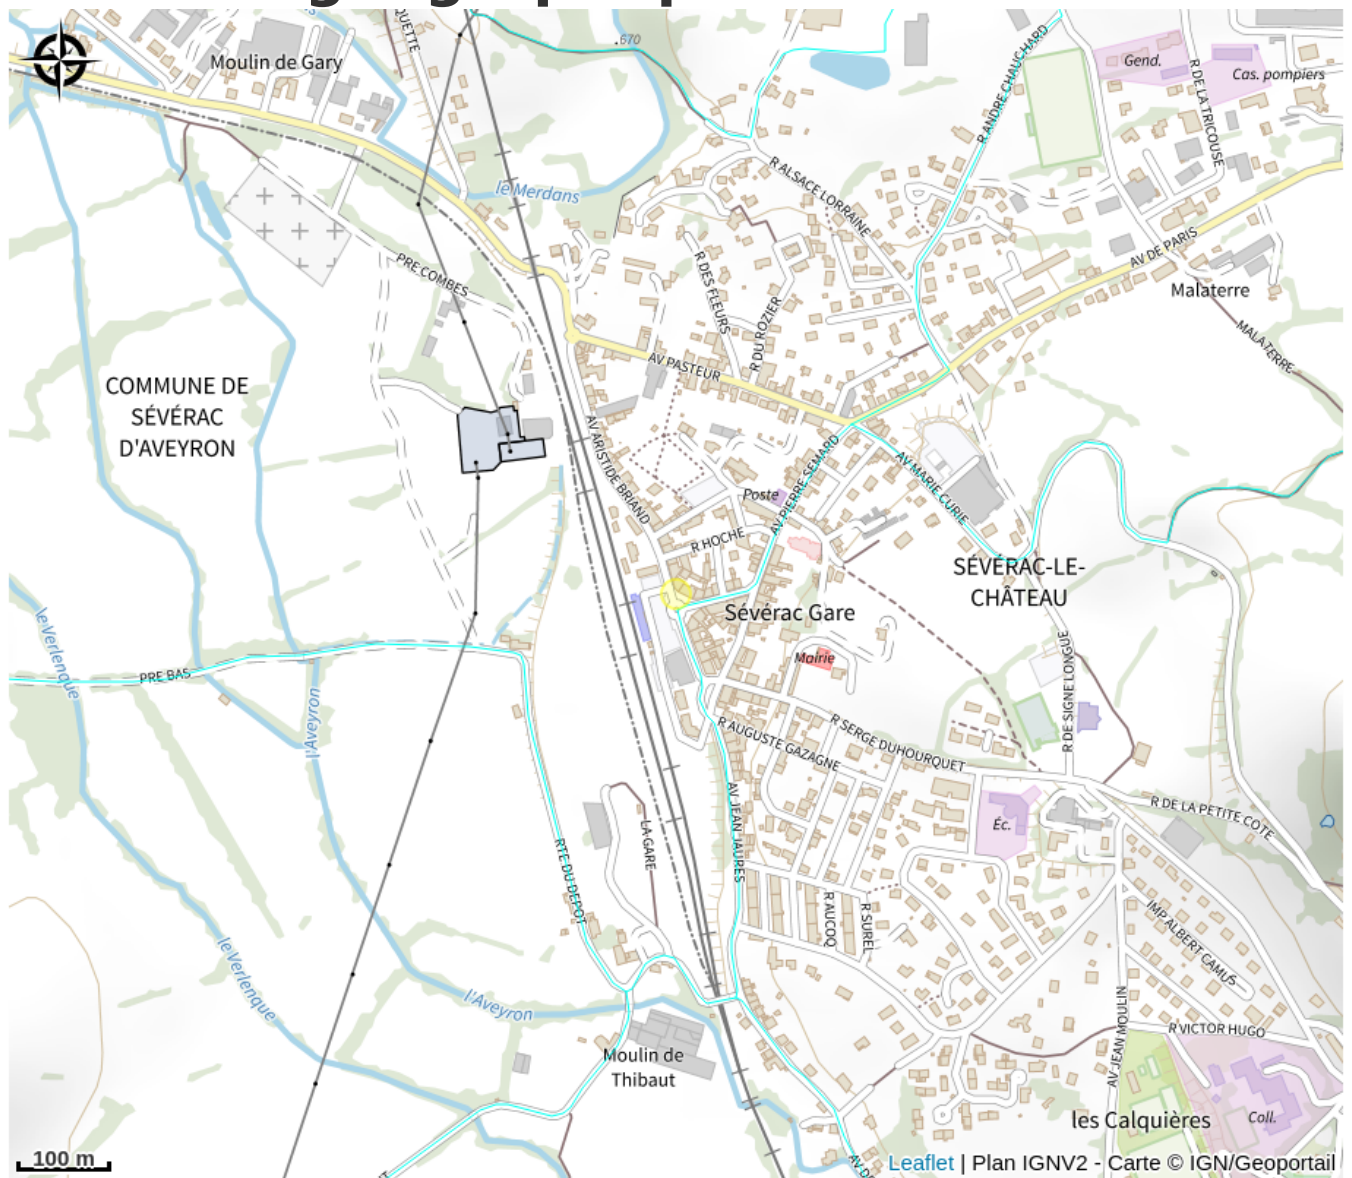 QUETTE
670
Moulin de Gary
R ANDRE CHAUCHARD
Gend.
Cas. pompiers
R DE LA TRICOUSE
le Merdans
R ALSACE LORRAINE
AV DE PARIS
Malaterre
PRE COMBES
R DES FLEURS
R DU ROZIER
MALATERRE
AV PASTEUR
COMMUNE DE
SÉVÉRAC
D'AVEYRON
AV ARISTIDE BRIAND
AV PIERRE SEMARD
AV MARIE CURIE
Poste
R HOCHE
SÉVÉRAC-LE-
CHÂTEAU
Sévérac Gare
le Verlenque
Mairie
PRE BAS
R DE SIGNE LONGUE
l'Aveyron
R AUGUSTE GAZAGNE
R SERGE DUHOURQUET
AV JEAN JAURES
R DE LA PETITE COTE
LA GARE
Éc.
RTE DU DEPOT
R AUCOQ
R SUREL
IMP ALBERT CAMUS
le Verlenque
l'Aveyron
AV JEAN MOULIN
R VICTOR HUGO
Moulin de
Thibaut
les Calquières
Coll.
100 m
AV DE
Leaflet | Plan IGNV2 - Carte © IGN/Geoportail